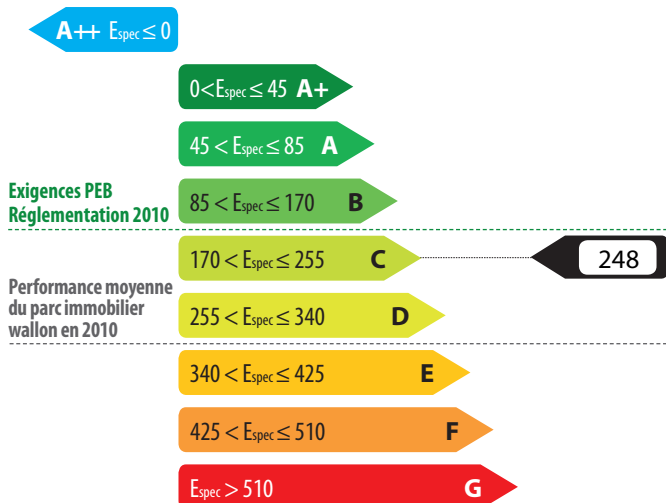 A++ Espec ≤ 0
0<Espec ≤ 45 A+
45 < Espec ≤ 85 A
Exigences PEB
Réglementation 2010
85 < Espec ≤ 170 B
170 < Espec ≤ 255 C
248
Performance moyenne
du parc immobilier
wallon en 2010
255 < Espec ≤ 340 D
340 < Espec ≤ 425 E
425 < Espec ≤ 510 F
Espec > 510 G